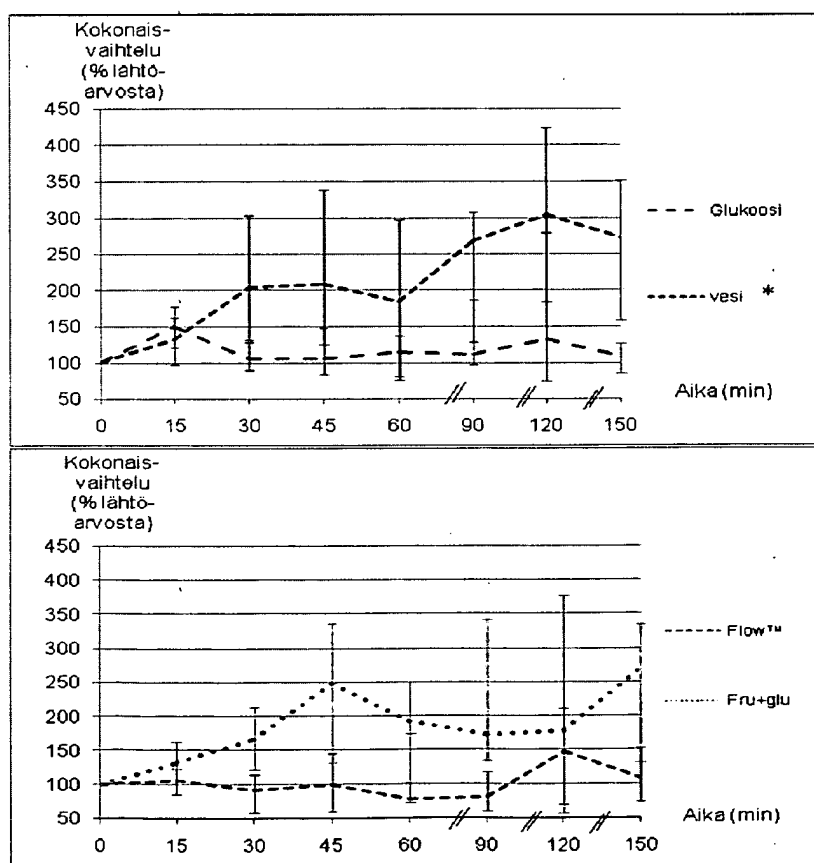 Kokonais-
vaihtelu
(% lähtö-
arvosta)
450
400
350
300
250
200
150
100
50
0 15 30 45 60 90 120 150
Aika (min)
Glukoosi
vesi *
Kokonais-
vaihtelu
(% lähtö-
arvosta)
450
400
350
300
250
200
150
100
50
0 15 30 45 60 90 120 150
Aika (min)
Flow™
Fru+glu